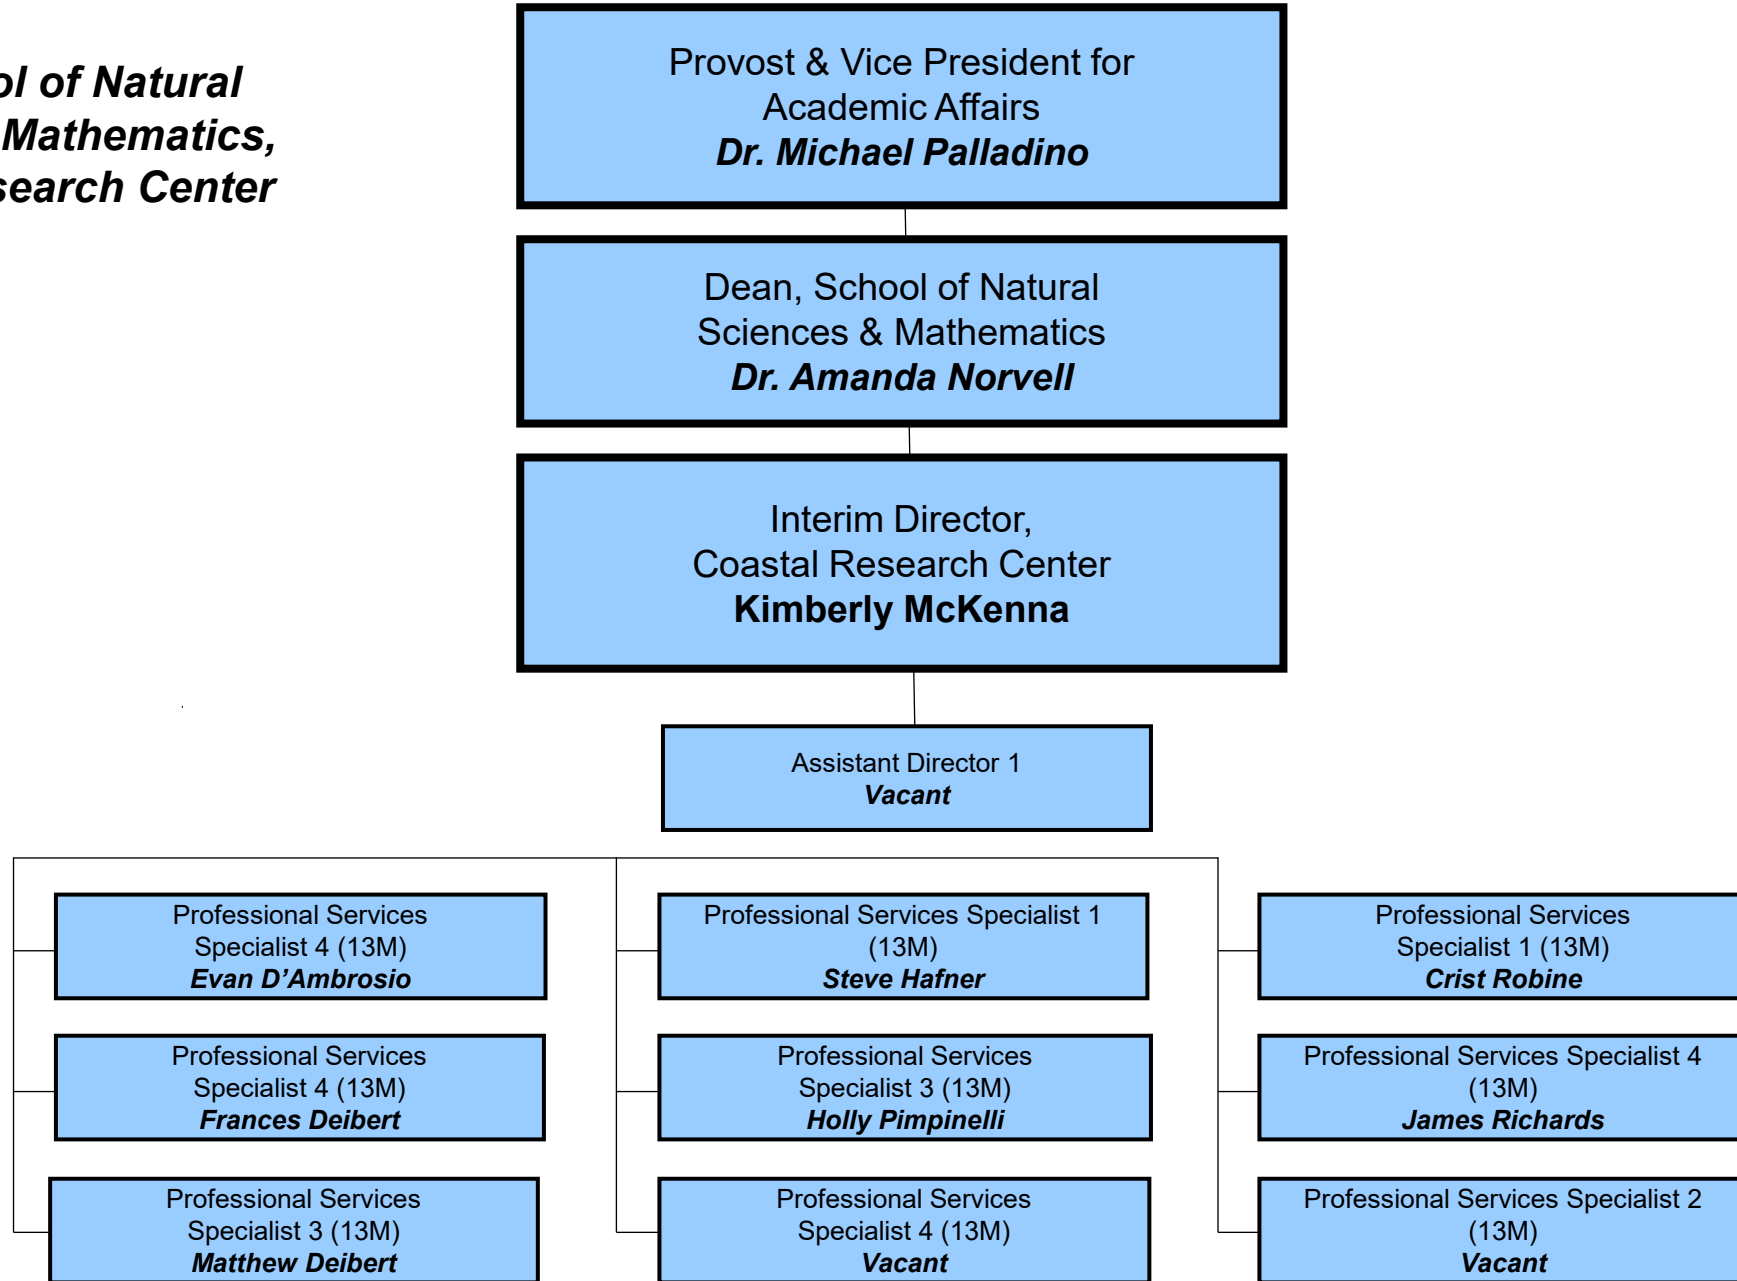 of Natural
Mathematics,
Center
Provost & Vice President for
Academic Affairs
Dr. Michael Palladino
Dean, School of Natural
Sciences & Mathematics
Dr. Amanda Norvell
Interim Director,
Coastal Research Center
Kimberly McKenna
Assistant Director 1
Vacant
Professional Services
Specialist 4 (13M)
Evan D’Ambrosio
Professional Services Specialist 1
(13M)
Steve Hafner
Professional Services
Specialist 1 (13M)
Crist Robine
Professional Services
Specialist 4 (13M)
Frances Deibert
Professional Services
Specialist 3 (13M)
Holly Pimpinelli
Professional Services Specialist 4
(13M)
James Richards
Professional Services
Specialist 3 (13M)
Matthew Deibert
Professional Services
Specialist 4 (13M)
Vacant
Professional Services Specialist 2
(13M)
Vacant